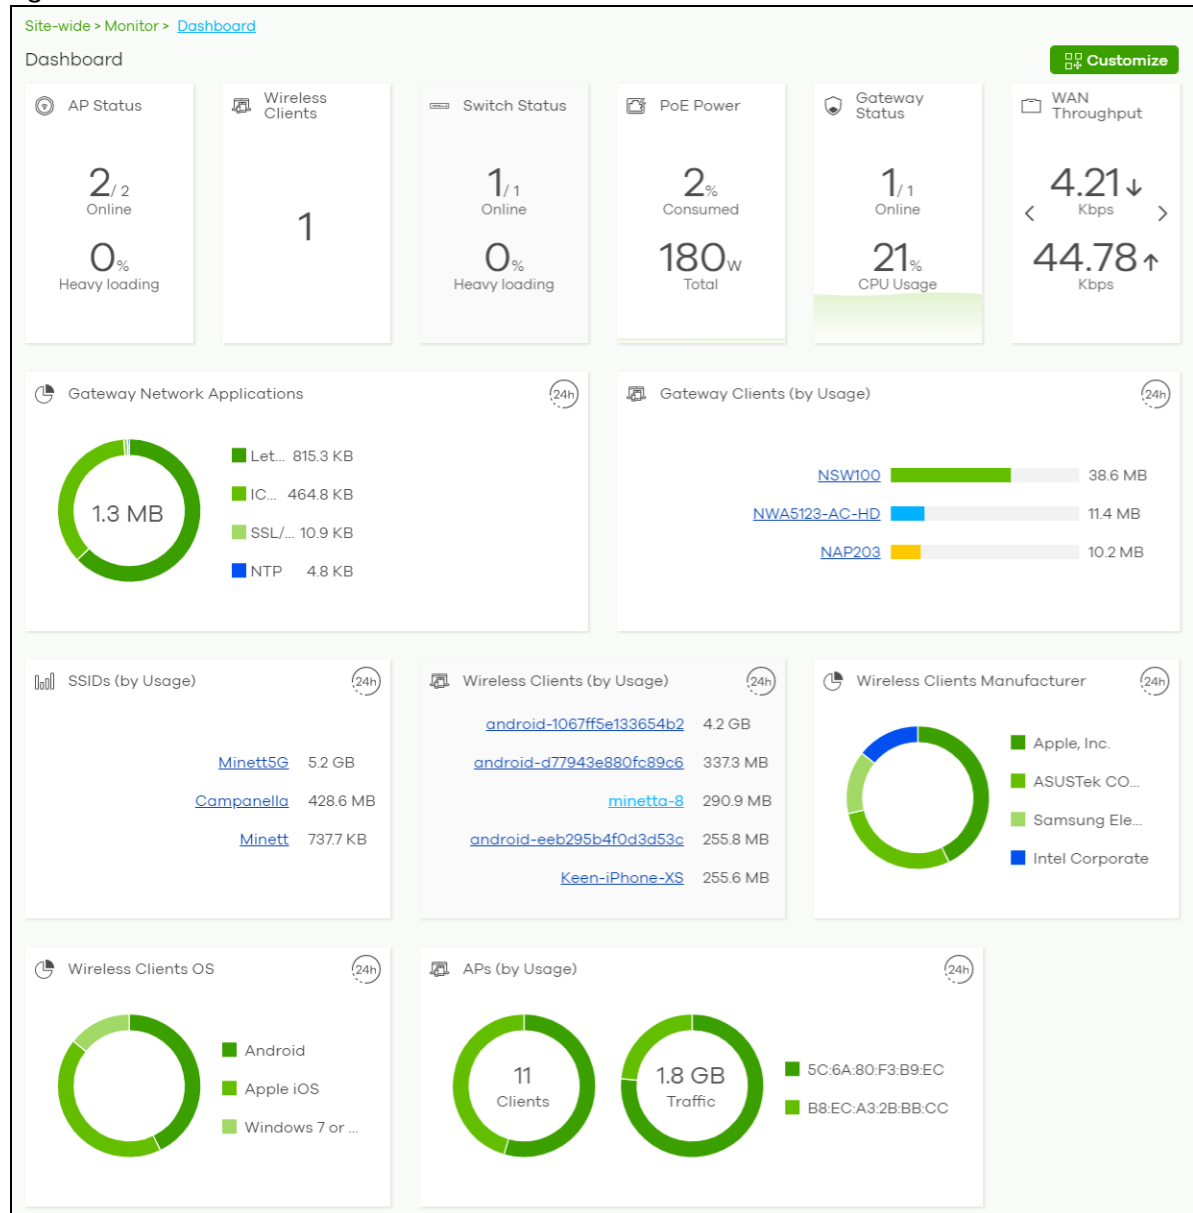 Site-wide > Monitor > Dashboard
Dashboard
Customize
AP Status
2/ 2
Online
0%
Heavy loading
Wireless
Clients
1
Switch Status
1/ 1
Online
0%
Heavy loading
PoE Power
2%
Consumed
180W
Total
Gateway
Status
1/ 1
Online
21%
CPU Usage
WAN
Throughput
4.21↓
Kbps
< >
44.78↑
Kbps
Gateway Network Applications
24h
1.3 MB
Let... 815.3 KB
IC... 464.8 KB
SSL/... 10.9 KB
NTP 4.8 KB
Gateway Clients (by Usage)
24h
NSW100 38.6 MB
NWA5123-AC-HD 11.4 MB
NAP203 10.2 MB
SSIDs (by Usage)
24h
Minett5G 5.2 GB
Campanella 428.6 MB
Minett 737.7 KB
Wireless Clients (by Usage)
24h
android-1067ff5e133654b2 4.2 GB
android-d77943e880fc89c6 337.3 MB
minetta-8 290.9 MB
android-eeb295b4f0d3d53c 255.8 MB
Keen-iPhone-XS 255.6 MB
Wireless Clients Manufacturer
24h
Apple, Inc.
ASUSTek CO...
Samsung Ele...
Intel Corporate
Wireless Clients OS
24h
Android
Apple iOS
Windows 7 or ...
APs (by Usage)
24h
11
Clients
1.8 GB
Traffic
5C:6A:80:F3:B9:EC
B8:EC:A3:2B:BB:CC